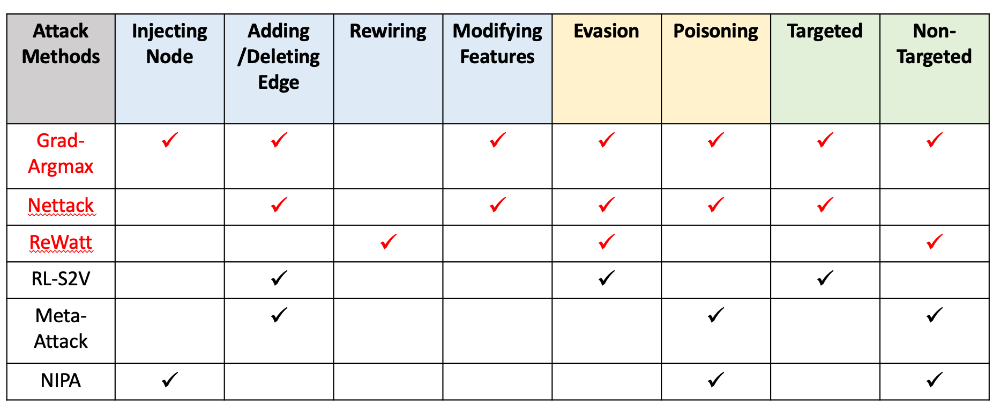 Attack Methods
Injecting Node
Adding /Deleting Edge
Rewiring
Modifying Features
Evasion
Poisoning
Targeted
Non-Targeted
Grad-Argmax ✓ ✓ ✓ ✓ ✓ ✓ ✓
Nettack ✓ ✓ ✓ ✓ ✓
ReWatt ✓ ✓ ✓
RL-S2V ✓ ✓ ✓
Meta-Attack ✓ ✓ ✓
NIPA ✓ ✓ ✓